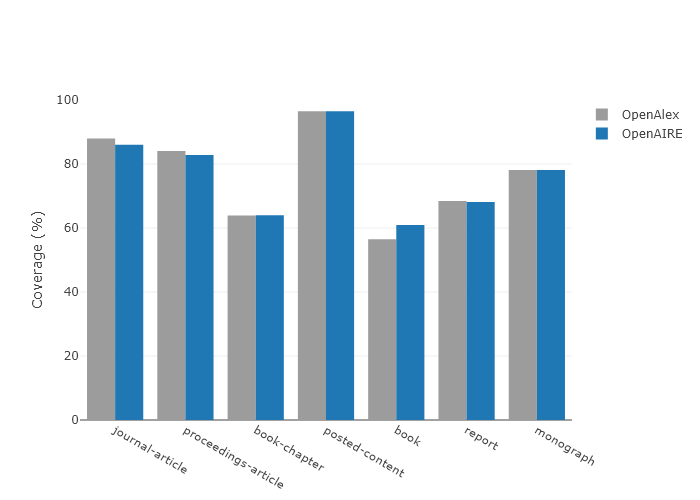 100
80
60
40
20
0
Coverage (%)
journal-article
proceedings-article
book-chapter
posted-content
book
report
monograph
OpenAlex
OpenAIRE